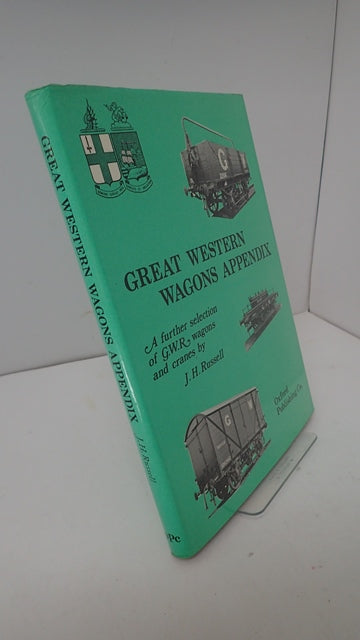 GREAT WESTERN
WAGONS APPENDIX
A further selection
of G.W.R. wagons
and cranes by
J.H. Russell
Oxford
Publishing Co.
GREAT WESTERN WAGONS APPENDIX
J.H. Russell
G
G